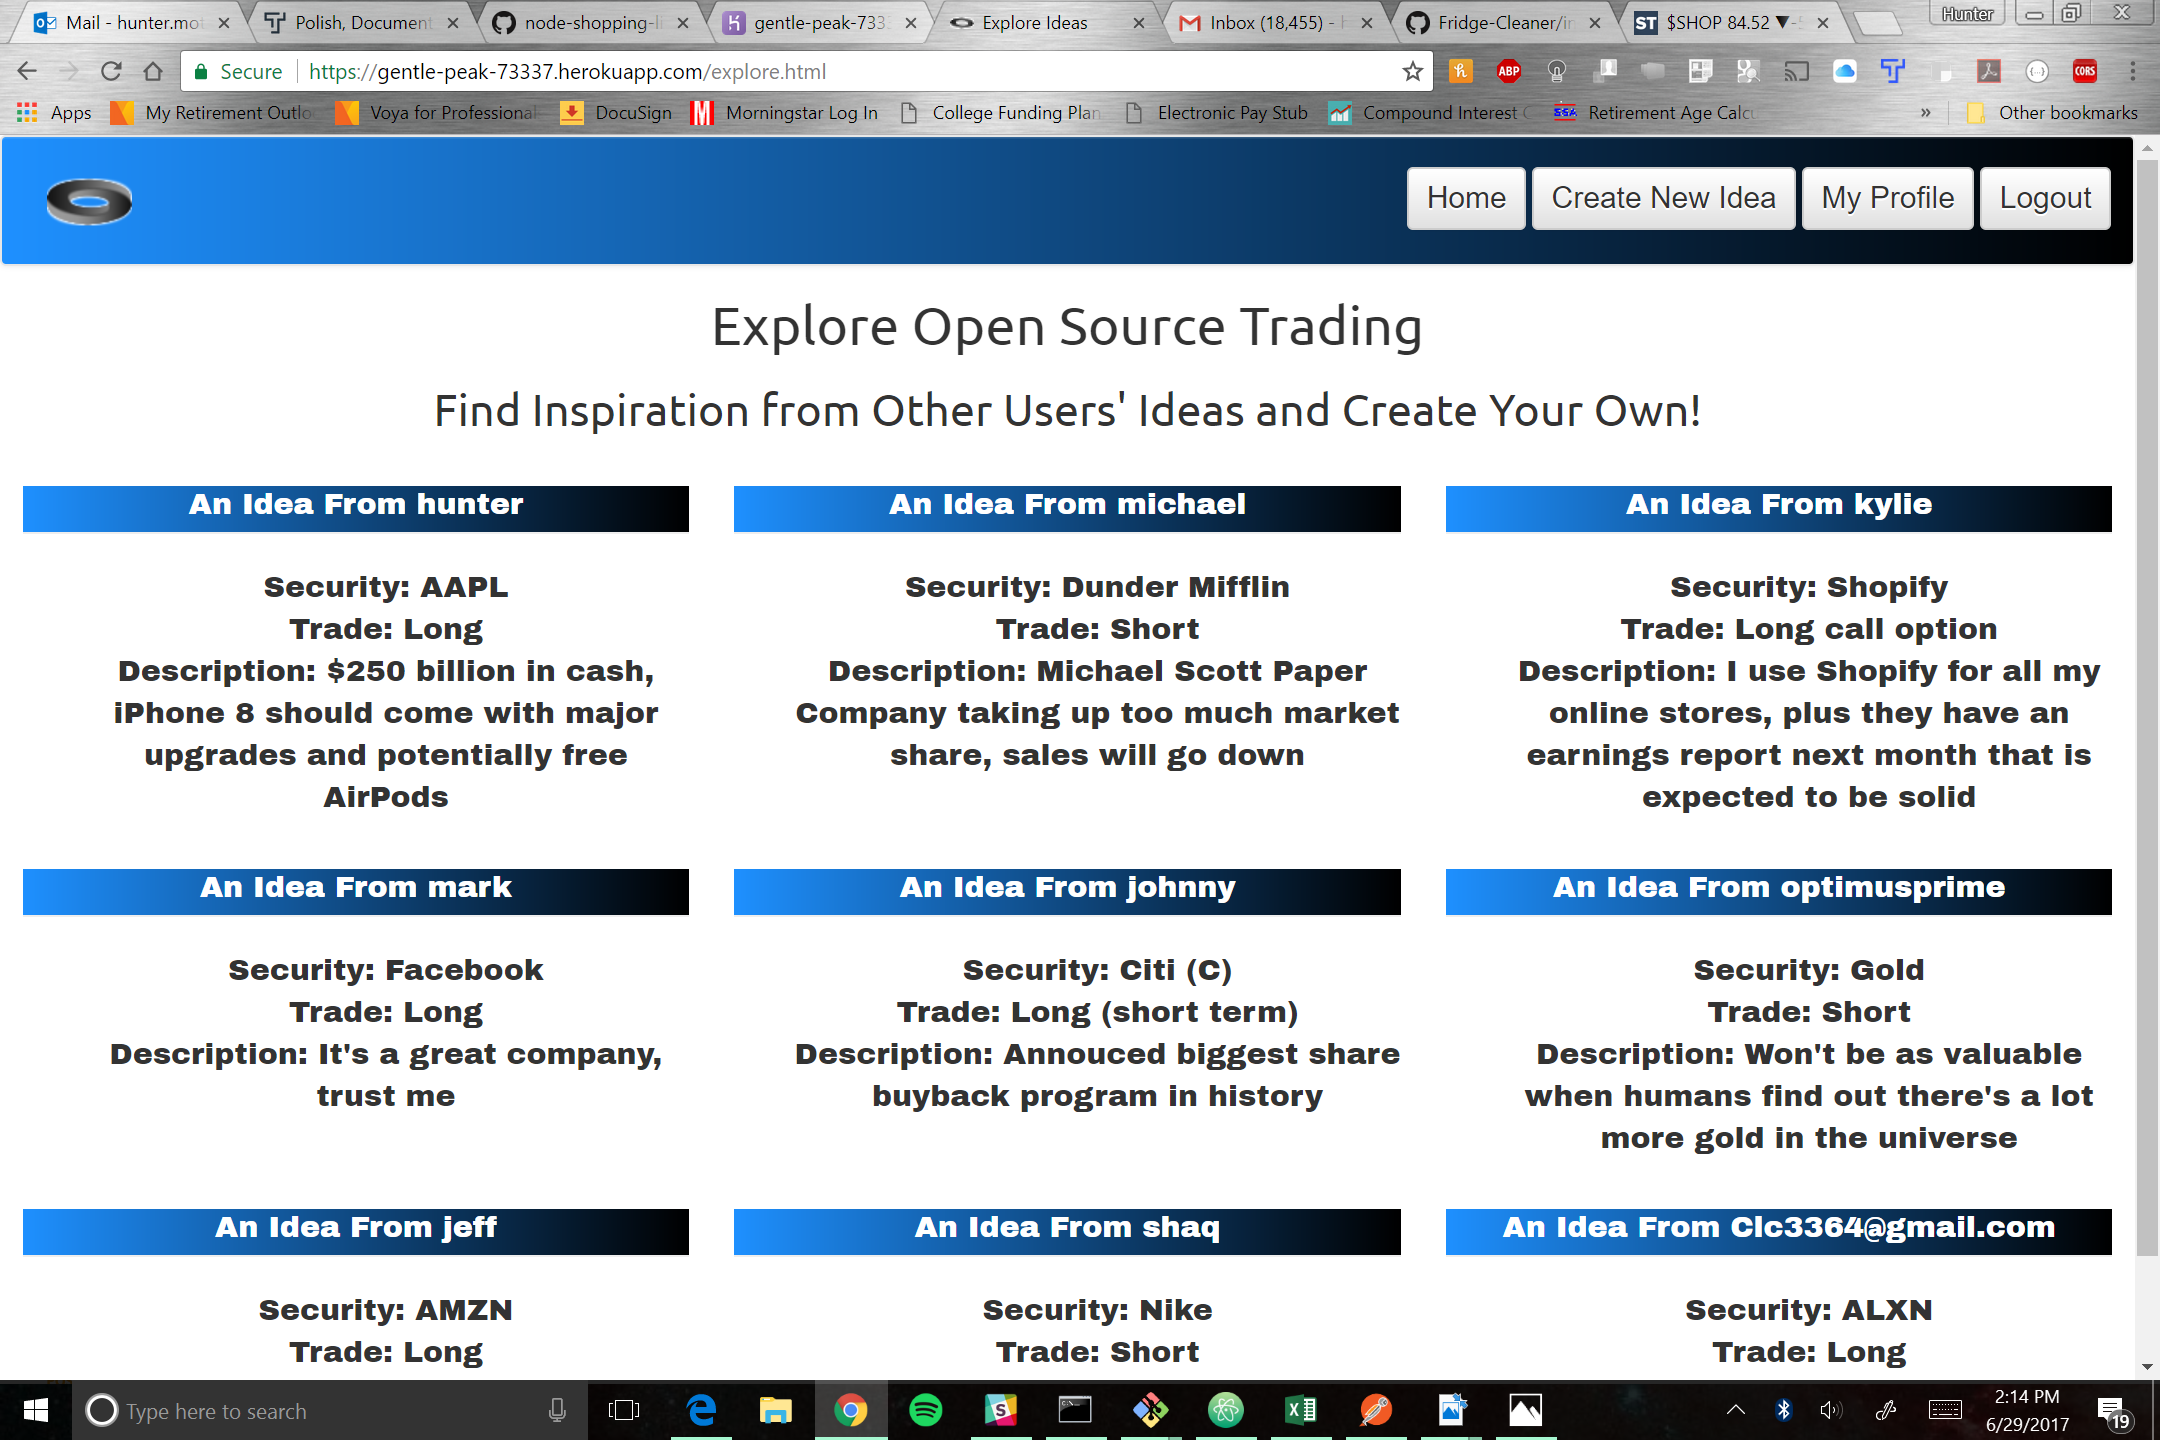 Mail - hunter.mot
Polish, Document
node-shopping-li
gentle-peak-7333
Explore Ideas
Inbox (18,455) -
Fridge-Cleaner/in
ST $SHOP 84.52 ▼
Hunter
Secure https://gentle-peak-73337.herokuapp.com/explore.html
ABP
CORS
Apps
My Retirement Outlo
Voya for Professional
DocuSign
Morningstar Log In
College Funding Plan
Electronic Pay Stub
Compound Interest
Retirement Age Calcu
» Other bookmarks
Home
Create New Idea
My Profile
Logout
Explore Open Source Trading
Find Inspiration from Other Users' Ideas and Create Your Own!
An Idea From hunter
Security: AAPL
Trade: Long
Description: $250 billion in cash,
iPhone 8 should come with major
upgrades and potentially free
AirPods
An Idea From michael
Security: Dunder Mifflin
Trade: Short
Description: Michael Scott Paper
Company taking up too much market
share, sales will go down
An Idea From kylie
Security: Shopify
Trade: Long call option
Description: I use Shopify for all my
online stores, plus they have an
earnings report next month that is
expected to be solid
An Idea From mark
Security: Facebook
Trade: Long
Description: It's a great company,
trust me
An Idea From johnny
Security: Citi (C)
Trade: Long (short term)
Description: Annouced biggest share
buyback program in history
An Idea From optimusprime
Security: Gold
Trade: Short
Description: Won't be as valuable
when humans find out there's a lot
more gold in the universe
An Idea From jeff
Security: AMZN
Trade: Long
An Idea From shaq
Security: Nike
Trade: Short
An Idea From Clc3364@gmail.com
Security: ALXN
Trade: Long
Type here to search
2:14 PM
6/29/2017
19